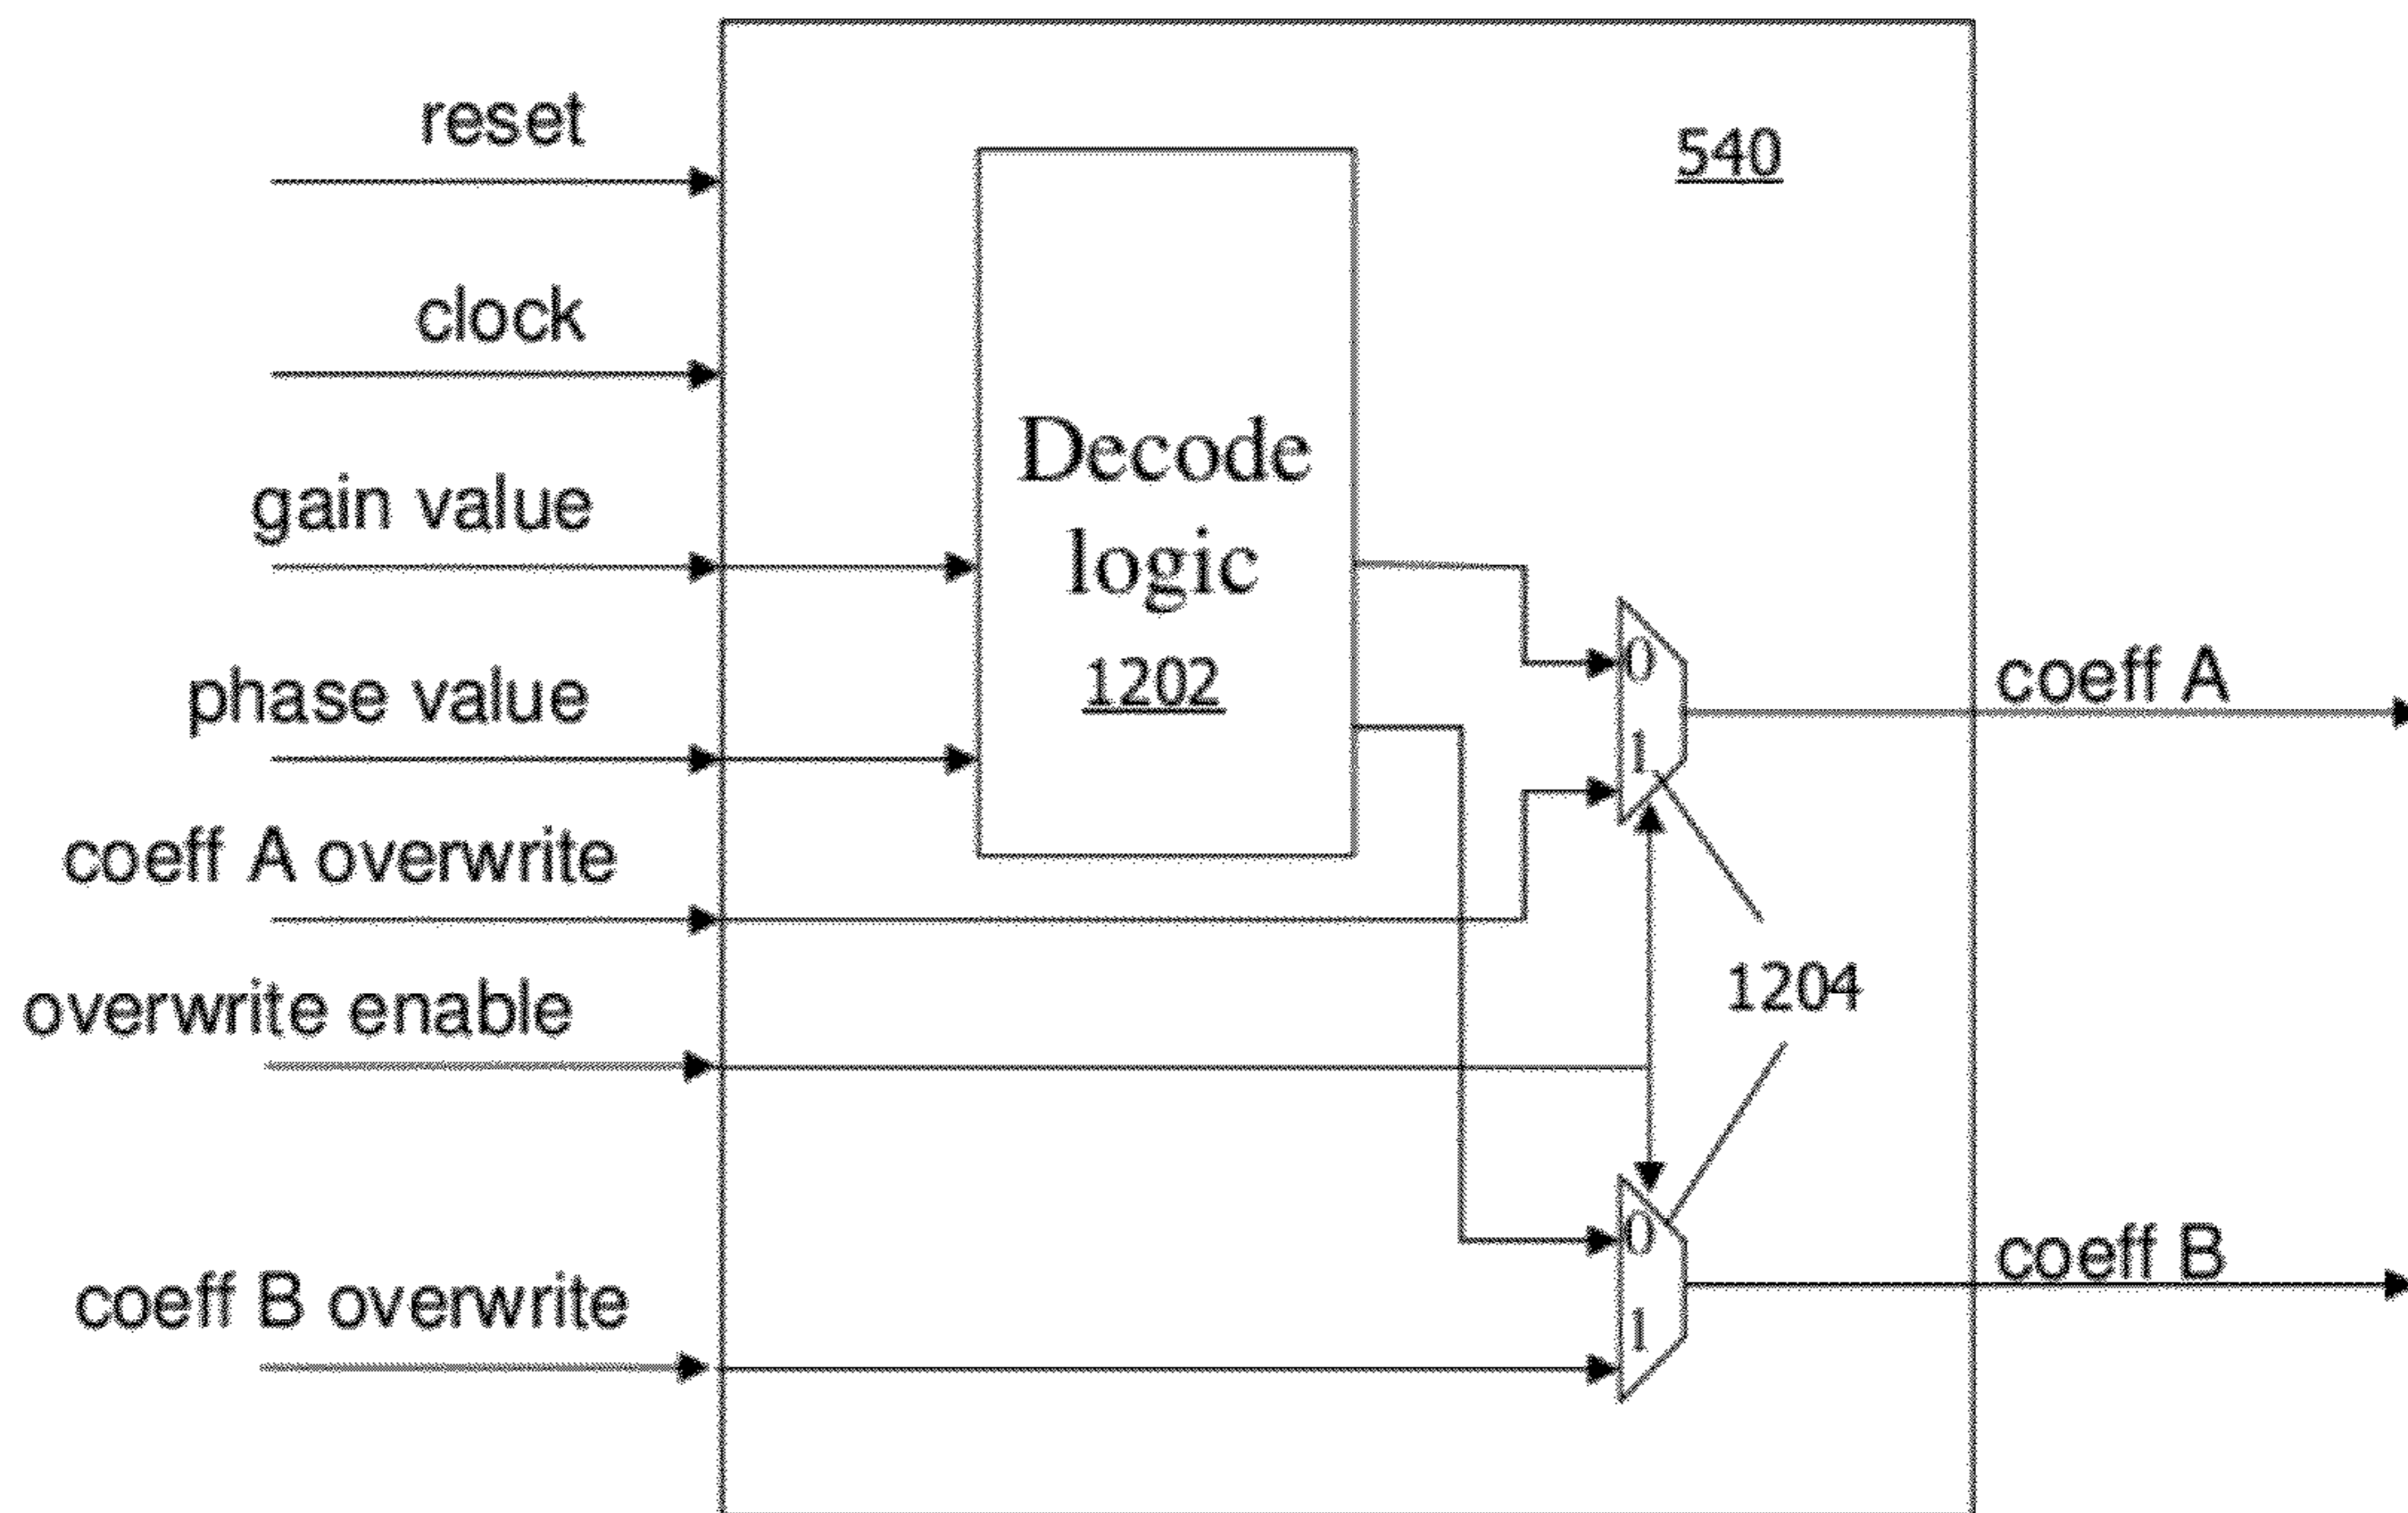 reset
540
clock
gain value
Decode
logic
1202
phase value
coeff A overwrite
overwrite enable
coeff B overwrite
0
1
coeff A
1204
0
1
coeff B